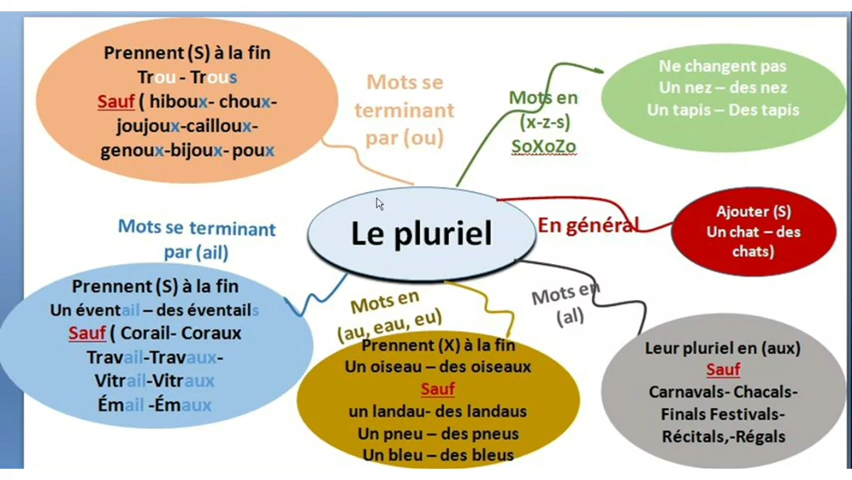 Prennent (S) à la fin
Trou - Trous
Sauf ( hiboux- choux-
joujoux-cailloux-
genoux-bijoux- poux
Mots se
terminant
par (ou)
Mots en
(x-z-s)
SoXoZo
Ne changent pas
Un nez – des nez
Un tapis – Des tapis
Le pluriel
En général
Ajouter (S)
Un chat – des
chats)
Mots se terminant
par (ail)
Prennent (S) à la fin
Un éventail – des éventails
Sauf ( Corail- Coraux
Travail-Travaux-
Vitrail-Vitraux
Émail -Émaux
Mots en
(au, eau, eu)
Prennent (X) à la fin
Un oiseau – des oiseaux
Sauf
un landau- des landaus
Un pneu – des pneus
Un bleu – des bleus
Mots en
(al)
Leur pluriel en (aux)
Sauf
Carnavals- Chacals-
Finals Festivals-
Récitals,-Régals